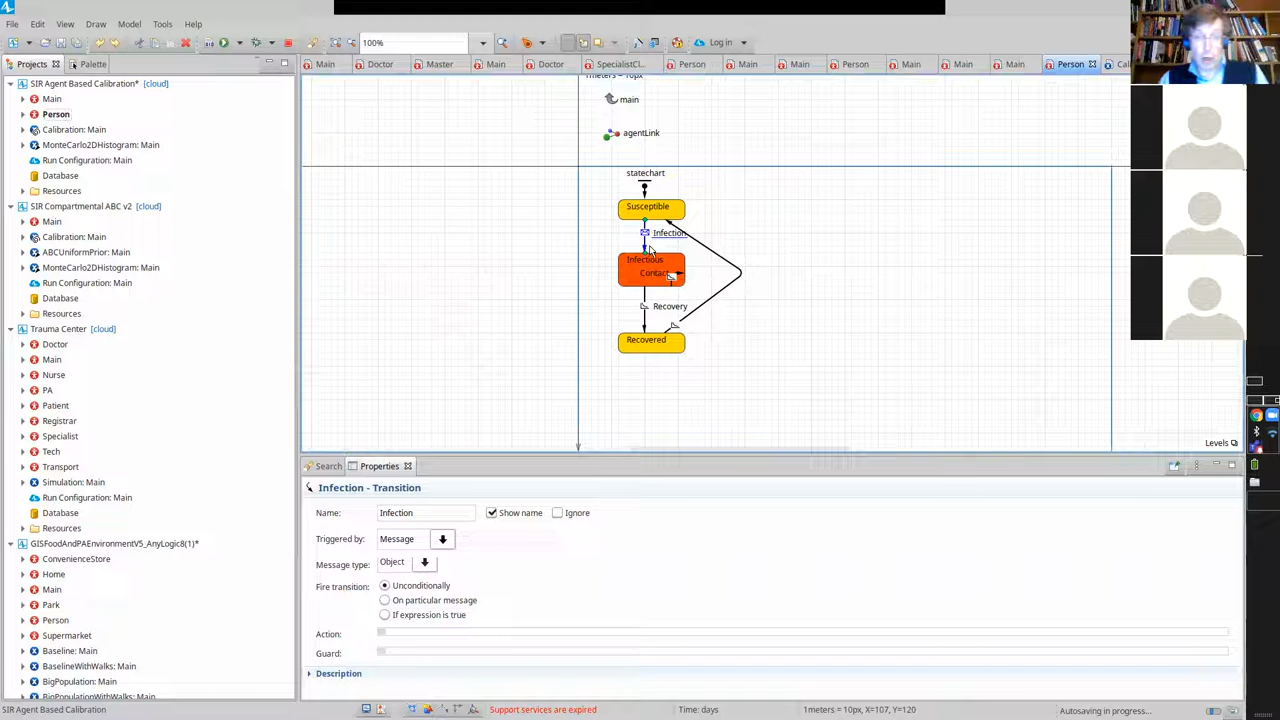 File Edit View Draw Model Tools Help
100% Log in
Projects Palette
Main Doctor Master Main Doctor SpecialistCl... Person Main Main Person Main Main Main Person Cal
SIR Agent Based Calibration* [cloud]
Main
Person
Calibration: Main
MonteCarlo2DHistogram: Main
Run Configuration: Main
Database
Resources
SIR Compartmental ABC v2 [cloud]
Main
Calibration: Main
ABCUniformPrior: Main
MonteCarlo2DHistogram: Main
Run Configuration: Main
Database
Resources
Trauma Center [cloud]
Doctor
Main
Nurse
PA
Patient
Registrar
Specialist
Tech
Transport
Simulation: Main
Run Configuration: Main
Database
Resources
GISFoodAndPAEnvironmentV5_AnyLogic8(1)*
ConvenienceStore
Home
Main
Park
Person
Supermarket
Baseline: Main
BaselineWithWalks: Main
BigPopulation: Main
BigPopulationWithWalks: Main
1meters = 10px
main
agentLink
statechart
Susceptible
Infection
Infectious
Contact
Recovery
Recovered
Levels
Search Properties
Infection - Transition
Name: Infection Show name Ignore
Triggered by: Message
Message type: Object
Fire transition: Unconditionally
On particular message
If expression is true
Action:
Guard:
Description
SIR Agent Based Calibration Support services are expired Time: days 1meters = 10px, X=107, Y=120 Autosaving in progress...